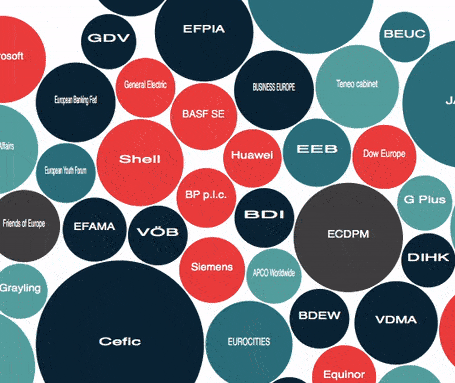 EFPIA
GDV
BEUC
rosoft
General Electric
BUSINESS EUROPE
Teneo cabinet
European Banking Fed
BASF SE
JA
Affairs
Shell
Huawei
EEB
Dow Europe
European Youth Forum
BP p.l.c.
G Plus
Friends of Europe
EFAMA
VÖB
BDI
ECDPM
DIHK
Siemens
APCO Worldwide
Grayling
BDEW
VDMA
Cefic
EUROCITIES
Equinor